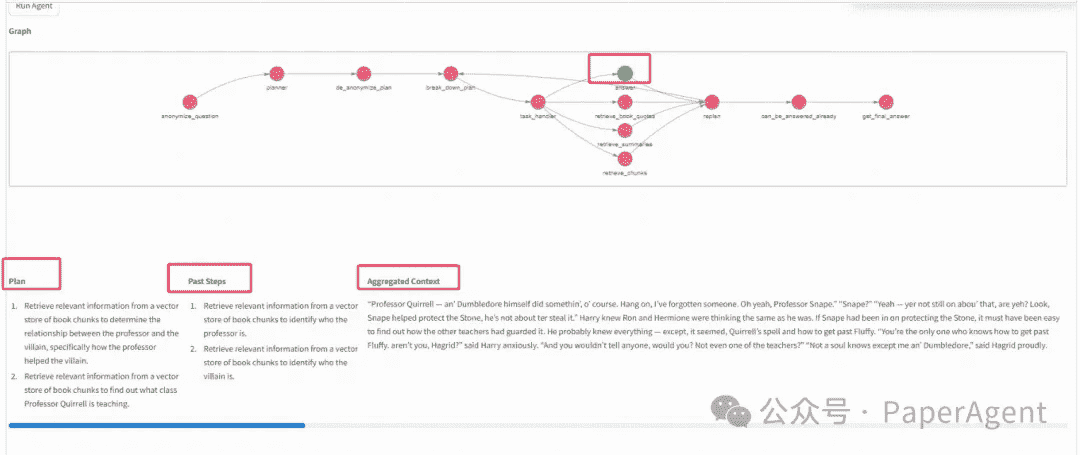 Run Agent
Graph
planner
de_anonymize_plan
break_down_plan
answer
anonymize_question
task_handler
retrieve_book_quotes
replan
can_be_answered_already
get_final_answer
retrieve_summaries
retrieve_chunks
Plan
1. Retrieve relevant information from a vector
store of book chunks to determine the
relationship between the professor and the
villain, specifically how the professor
helped the villain.
2. Retrieve relevant information from a vector
store of book chunks to find out what class
Professor Quirrell is teaching.
Past Steps
1. Retrieve relevant information from a vector
store of book chunks to identify who the
professor is.
2. Retrieve relevant information from a vector
store of book chunks to identify who the
villain is.
Aggregated Context
“Professor Quirrell — an' Dumbledore himself did somethin', o' course. Hang on, I've forgotten someone. Oh yeah, Professor Snape.” “Snape?” “Yeah — yer not still on abou' that, are yeh? Look,
Snape helped protect the Stone, he's not about ter steal it.” Harry knew Ron and Hermione were thinking the same as he was. If Snape had been in on protecting the Stone, it must have been easy
to find out how the other teachers had guarded it. He probably knew everything — except, it seemed, Quirrell's spell and how to get past Fluffy. “You're the only one who knows how to get past
Fluffy. aren't you, Hagrid?” said Harry anxiously. “And you wouldn't tell anyone, would you? Not even one of the teachers?” “Not a soul knows except me an' Dumbledore,” said Hagrid proudly.
公众号 · PaperAgent